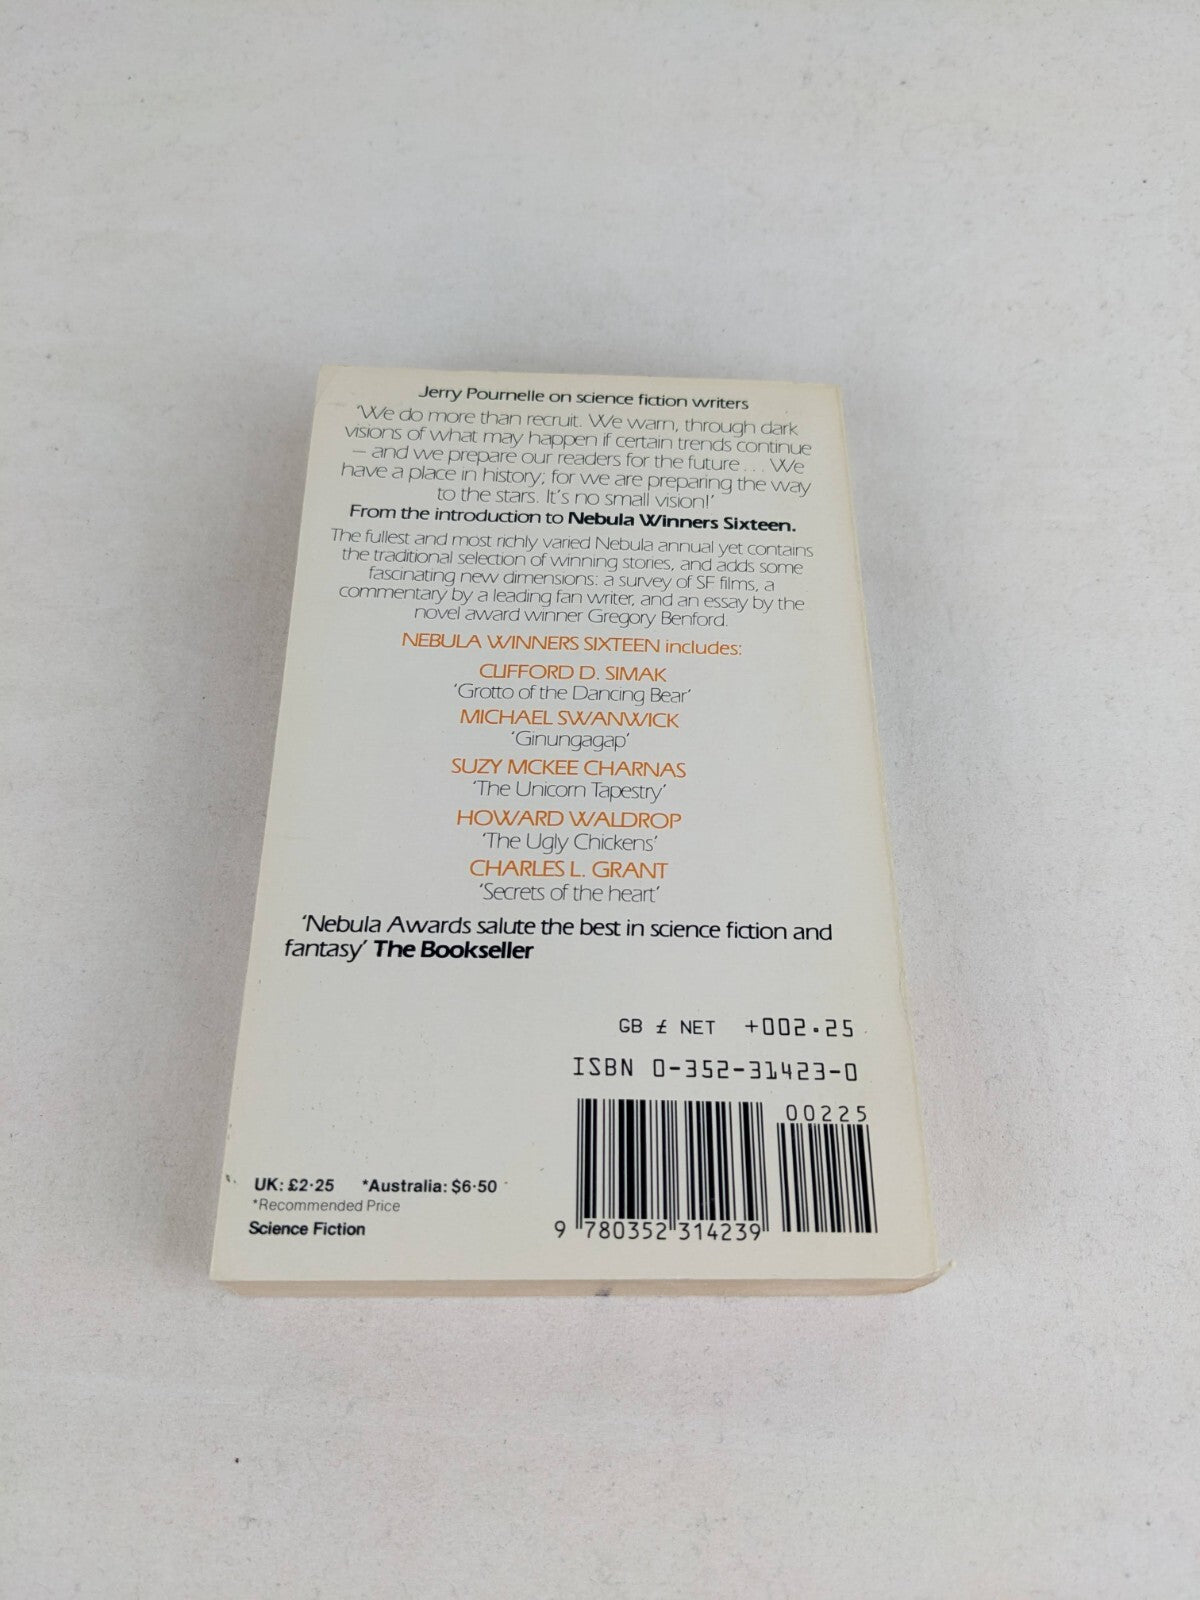 Jerry Pournelle on science fiction writers
'We do more than recruit. We warn, through dark
visions of what may happen if certain trends continue
– and we prepare our readers for the future . . . We
have a place in history; for we are preparing the way
to the stars. It's no small vision!'
From the introduction to Nebula Winners Sixteen.
The fullest and most richly varied Nebula annual yet contains
the traditional selection of winning stories, and adds some
fascinating new dimensions: a survey of SF films, a
commentary by a leading fan writer, and an essay by the
novel award winner Gregory Benford.
NEBULA WINNERS SIXTEEN includes:
CLIFFORD D. SIMAK
'Grotto of the Dancing Bear'
MICHAEL SWANWICK
'Ginungagap'
SUZY MCKEE CHARNAS
'The Unicorn Tapestry'
HOWARD WALDROP
'The Ugly Chickens'
CHARLES L. GRANT
'Secrets of the heart'
'Nebula Awards salute the best in science fiction and
fantasy' The Bookseller
GB £ NET +002.25
ISBN 0-352-31423-0
00225
UK: £2·25 *Australia: $6·50
*Recommended Price
Science Fiction
9 780352 314239